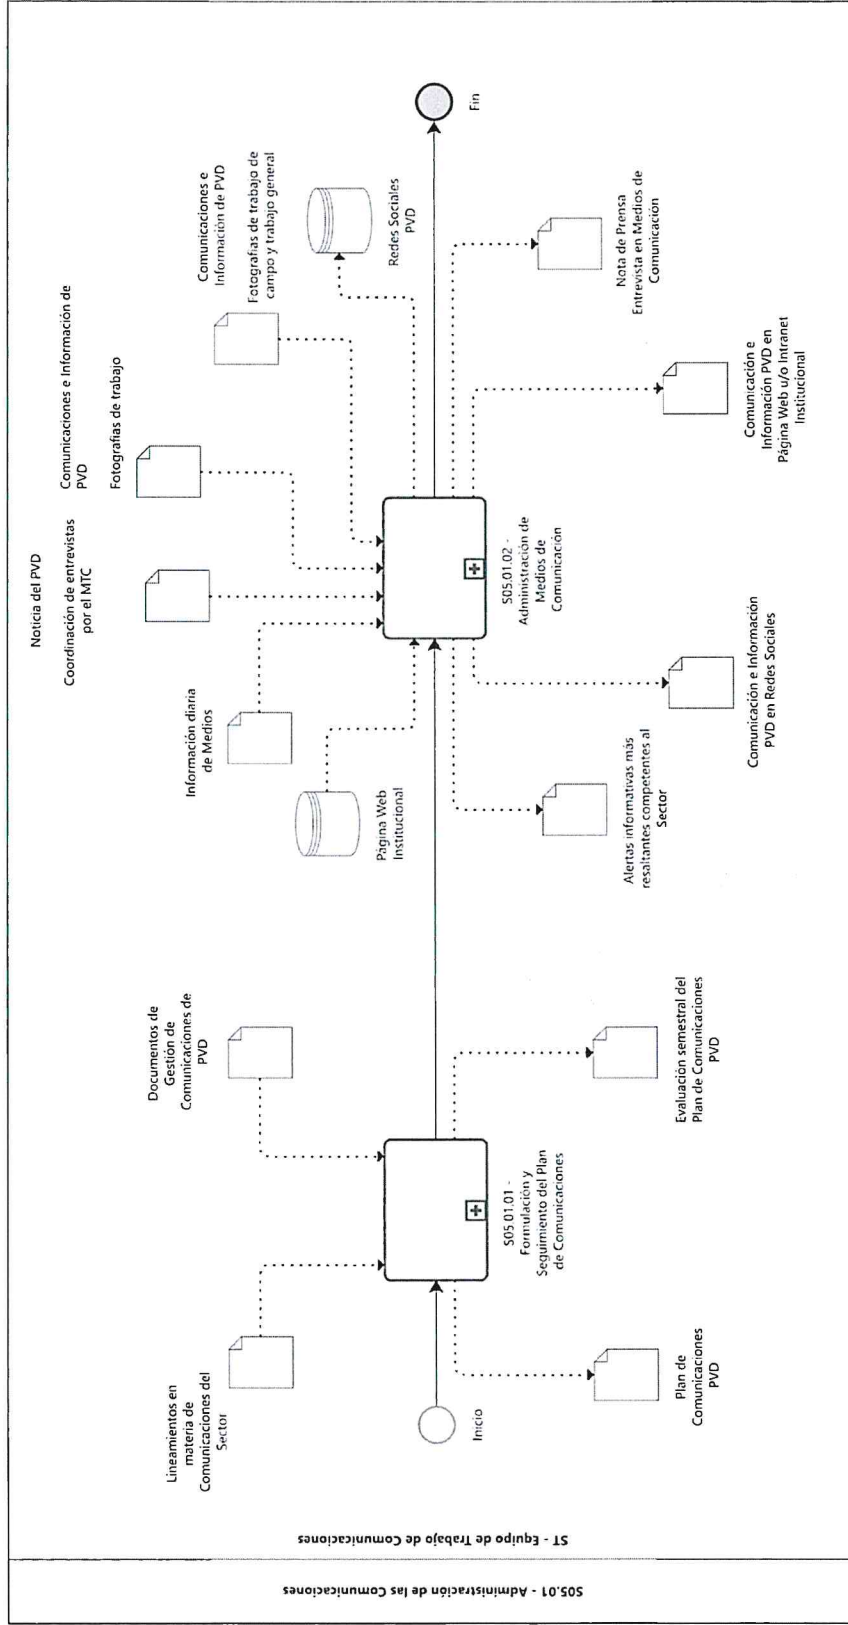 S05.01 - Administración de las Comunicaciones
ST - Equipo de Trabajo de Comunicaciones
Lineamientos en
materia de
Comunicaciones del
Sector
Documentos de
Gestión de
Comunicaciones de
PVD
Inicio
S05.01.01 -
Formulación y
Seguimiento del Plan
de Comunicaciones
Plan de
Comunicaciones
PVD
Evaluación semestral del
Plan de Comunicaciones
PVD
Página Web
Institucional
Información diaria
de Medios
Noticia del PVD
Coordinación de entrevistas
por el MTC
Comunicaciones e Información de
PVD
Fotografías de trabajo
Comunicaciones e
Información de PVD
Fotografías de trabajo de
campo y trabajo general
Redes Sociales
PVD
S05.01.02 -
Administración de
Medios de
Comunicación
Alertas informativas más
resaltantes competentes al
Sector
Comunicación e Información
PVD en Redes Sociales
Comunicación e
Información PVD en
Página Web u/o Intranet
Institucional
Nota de Prensa
Entrevista en Medios de
Comunicación
Fin